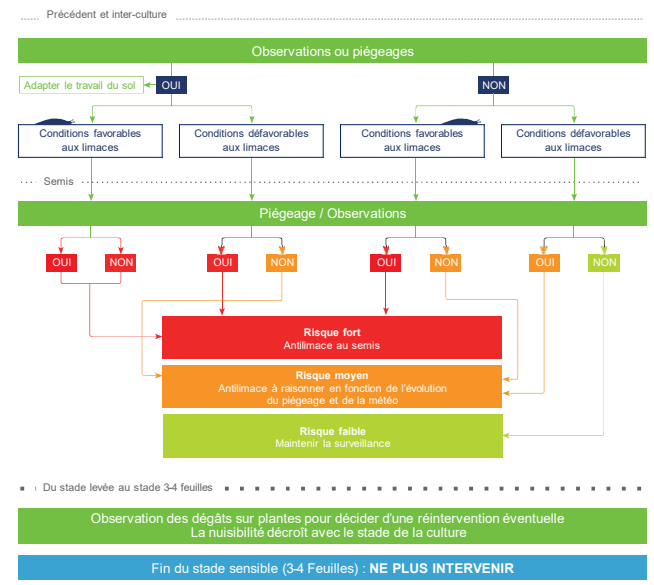 Précédent et inter-culture
Observations ou piégeages
Adapter le travail du sol
OUI
NON
Conditions favorables
aux limaces
Conditions défavorables
aux limaces
Conditions favorables
aux limaces
Conditions défavorables
aux limaces
Semis
Piégeage / Observations
OUI
NON
OUI
NON
OUI
NON
OUI
NON
Risque fort
Antilimace au semis
Risque moyen
Antilimace à raisonner en fonction de l'évolution
du piégeage et de la météo
Risque faible
Maintenir la surveillance
Du stade levée au stade 3-4 feuilles
Observation des dégâts sur plantes pour décider d'une réintervention éventuelle
La nuisibilité décroît avec le stade de la culture
Fin du stade sensible (3-4 Feuilles) : NE PLUS INTERVENIR